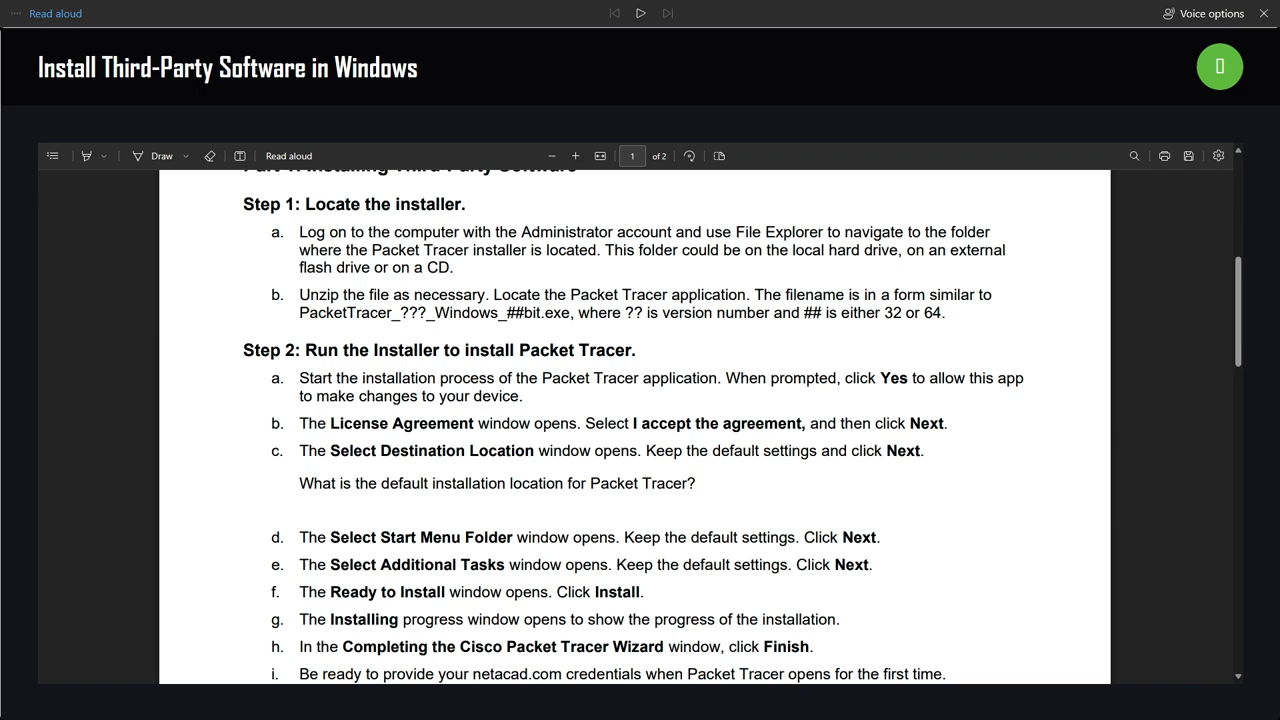 Read aloud
Voice options
Install Third-Party Software in Windows
Draw
Read aloud
1 of 2
Part 1: Installing Third-Party Software
Step 1: Locate the installer.
a. Log on to the computer with the Administrator account and use File Explorer to navigate to the folder
where the Packet Tracer installer is located. This folder could be on the local hard drive, on an external
flash drive or on a CD.
b. Unzip the file as necessary. Locate the Packet Tracer application. The filename is in a form similar to
PacketTracer_???_Windows_##bit.exe, where ?? is version number and ## is either 32 or 64.
Step 2: Run the Installer to install Packet Tracer.
a. Start the installation process of the Packet Tracer application. When prompted, click Yes to allow this app
to make changes to your device.
b. The License Agreement window opens. Select I accept the agreement, and then click Next.
c. The Select Destination Location window opens. Keep the default settings and click Next.
What is the default installation location for Packet Tracer?
d. The Select Start Menu Folder window opens. Keep the default settings. Click Next.
e. The Select Additional Tasks window opens. Keep the default settings. Click Next.
f. The Ready to Install window opens. Click Install.
g. The Installing progress window opens to show the progress of the installation.
h. In the Completing the Cisco Packet Tracer Wizard window, click Finish.
i. Be ready to provide your netacad.com credentials when Packet Tracer opens for the first time.